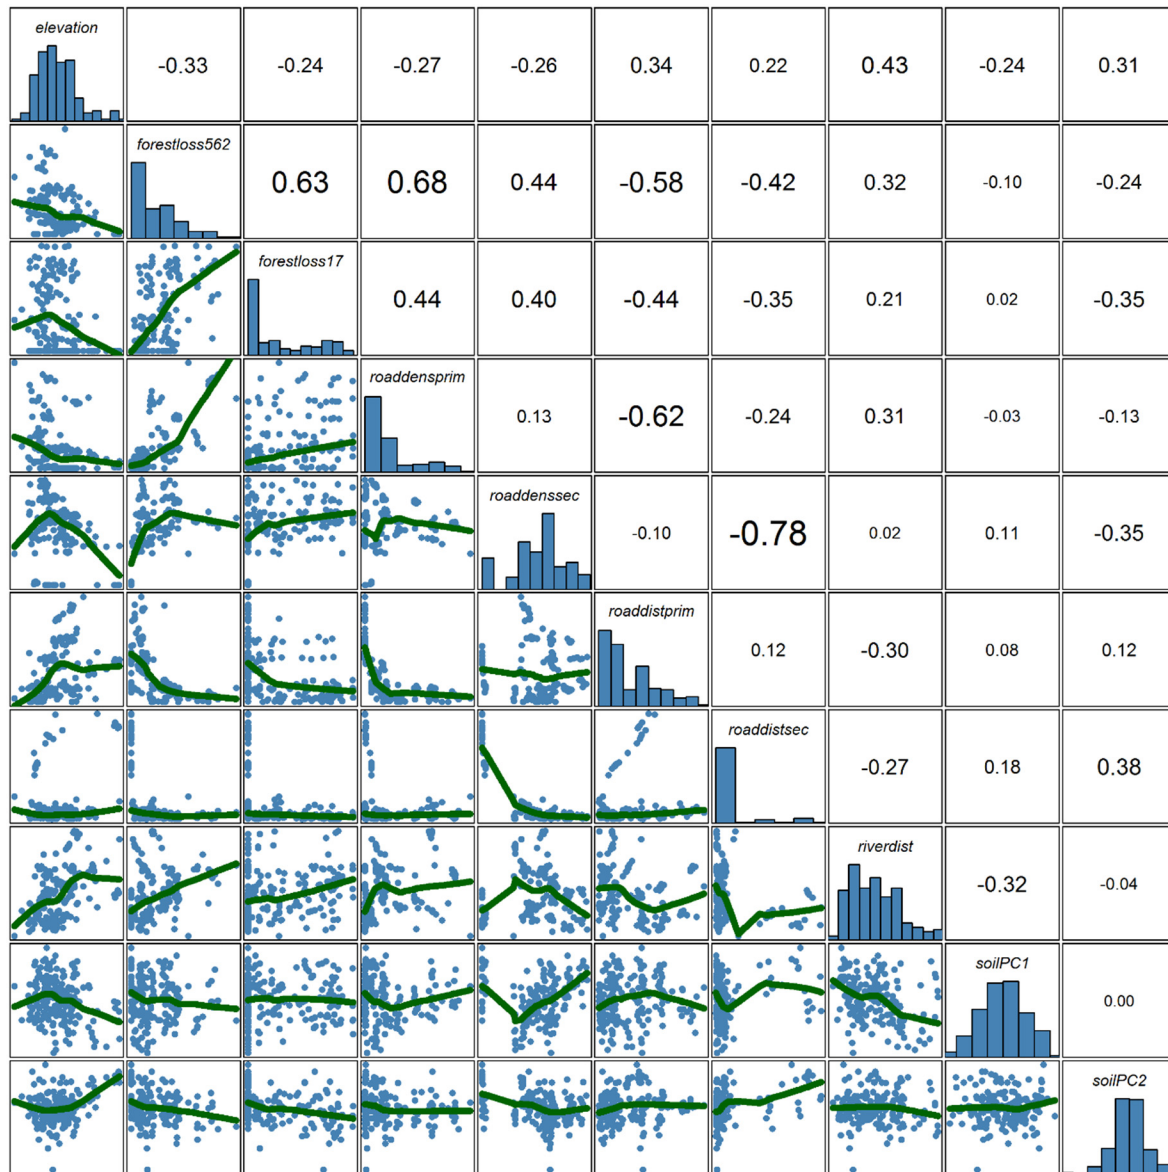 elevation -0.33 -0.24 -0.27 -0.26 0.34 0.22 0.43 -0.24 0.31
forestloss562 0.63 0.68 0.44 -0.58 -0.42 0.32 -0.10 -0.24
forestloss17 0.44 0.40 -0.44 -0.35 0.21 0.02 -0.35
roaddensprim 0.13 -0.62 -0.24 0.31 -0.03 -0.13
roaddenssec -0.10 -0.78 0.02 0.11 -0.35
roaddistprim 0.12 -0.30 0.08 0.12
roaddistsec -0.27 0.18 0.38
riverdist -0.32 -0.04
soilPC1 0.00
soilPC2